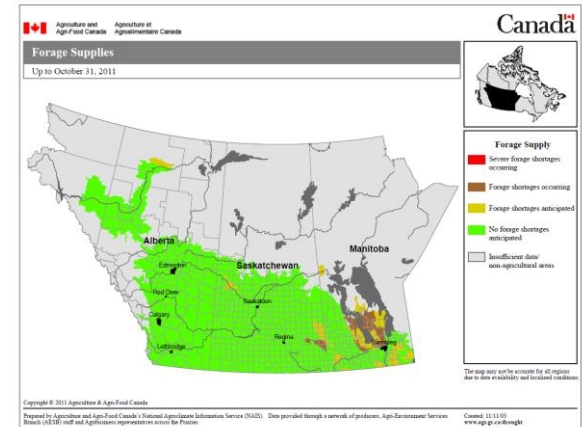 Agriculture and Agriculture et
Agri-Food Canada Agroalimentaire Canada
Canada
Forage Supplies
Up to October 31, 2011
Forage Supply
Severe forage shortages
occurring
Forage shortages occurring
Forage shortages anticipated
No forage shortages
anticipated
Insufficient data/
non-agricultural areas
Alberta
Saskatchewan
Manitoba
Edmonton
Red Deer
Saskatoon
Calgary
Regina
Winnipeg
Lethbridge
The map may not be accurate for all regions
due to data availability and localized conditions.
Copyright © 2011 Agriculture & Agri-Food Canada
Prepared by Agriculture and Agri-Food Canada's National Agroclimate Information Service (NAIS). Data provided through a network of producers, Agri-Environment Services
Branch (AESB) staff and Agribusiness representatives across the Prairies
Created: 11/11/05
www.agr.gc.ca/drought